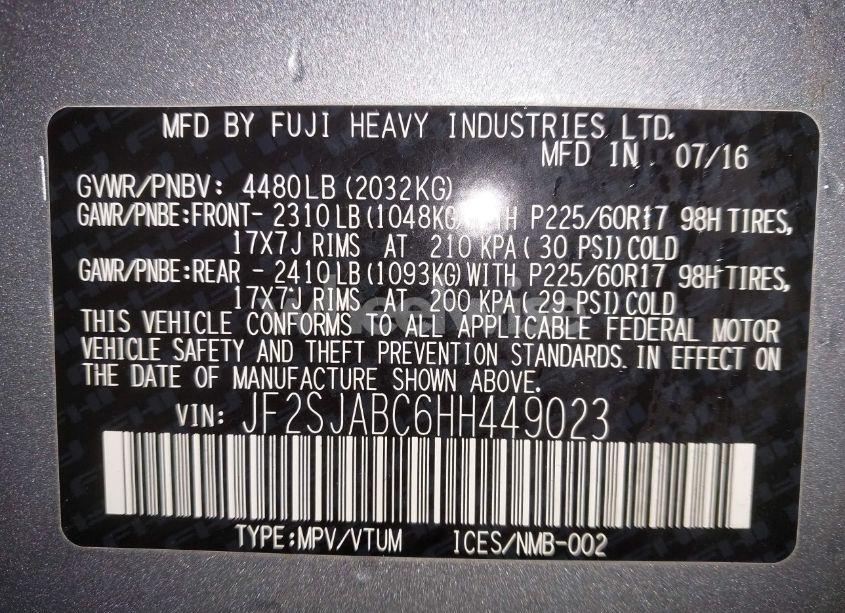 MFD BY FUJI HEAVY INDUSTRIES LTD.
MFD IN 07/16
GVWR/PNBV: 4480LB(2032KG)
GAWR/PNBE:FRONT- 2310LB(1048KG)WITH P225/60R17 98H TIRES,
17X7J RIMS AT 210 KPA( 30 PSI)COLD
GAWR/PNBE:REAR - 2410LB(1093KG)WITH P225/60R17 98H TIRES,
17X7J RIMS AT 200 KPA( 29 PSI)COLD
THIS VEHICLE CONFORMS TO ALL APPLICABLE FEDERAL MOTOR
VEHICLE SAFETY AND THEFT PREVENTION STANDARDS IN EFFECT ON
THE DATE OF MANUFACTURE SHOWN ABOVE.
VIN: JF2SJABC6HH449023
TYPE:MPV/VTUM ICES/NMB-002